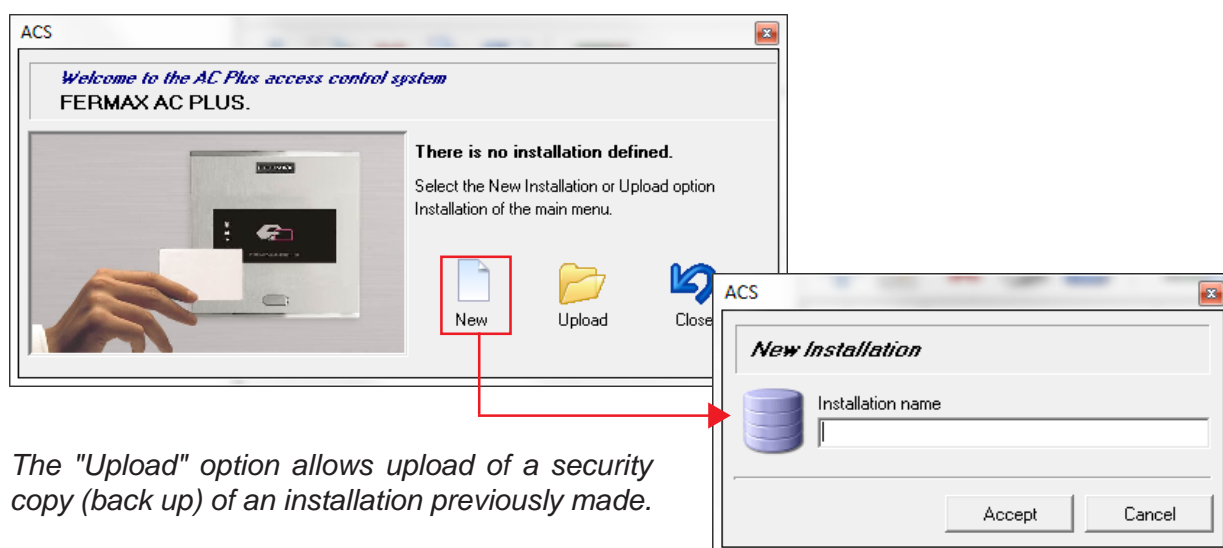 ACS
Welcome to the AC Plus access control system
FERMAX AC PLUS.
FERMAX
There is no installation defined.
Select the New Installation or Upload option
Installation of the main menu.
New
Upload
Close
ACS
New Installation
Installation name
Accept
Cancel
The "Upload" option allows upload of a security
copy (back up) of an installation previously made.